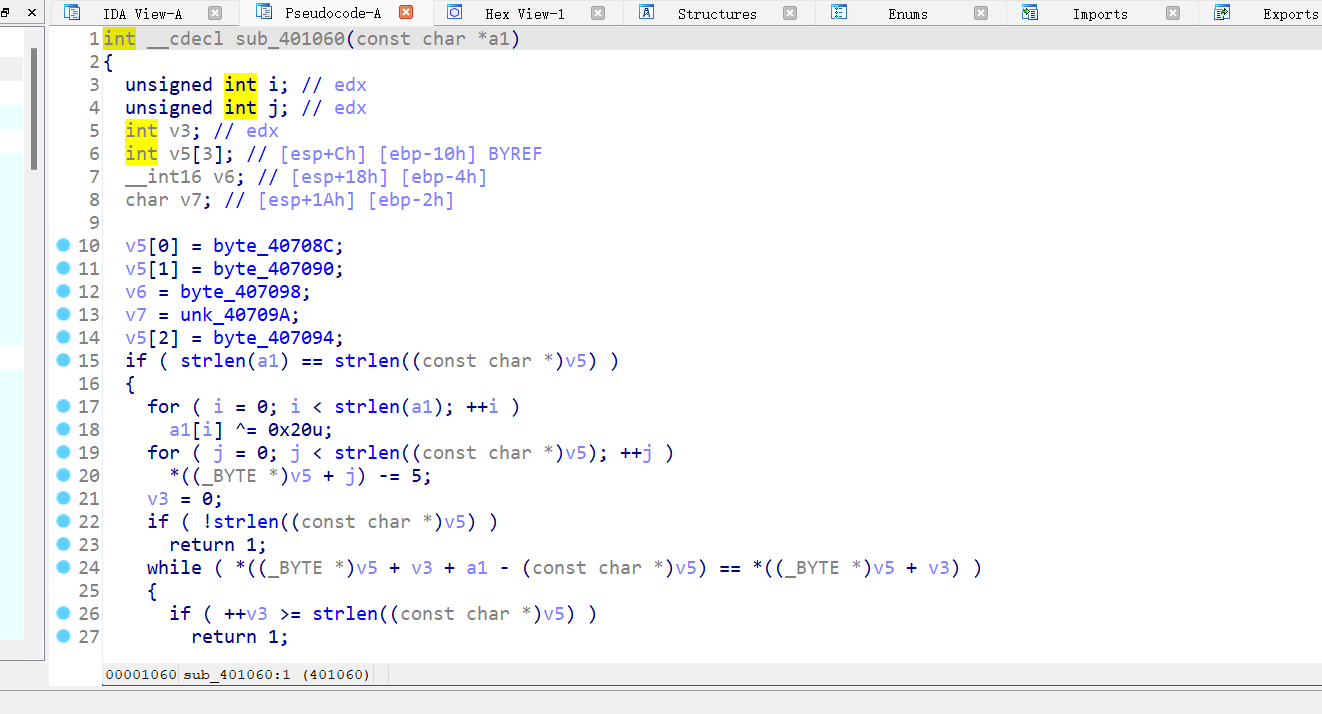 IDA View-A Pseudocode-A Hex View-1 Structures Enums Imports Exports
1 int __cdecl sub_401060(const char *a1)
2 {
3   unsigned int i; // edx
4   unsigned int j; // edx
5   int v3; // edx
6   int v5[3]; // [esp+Ch] [ebp-10h] BYREF
7   __int16 v6; // [esp+18h] [ebp-4h]
8   char v7; // [esp+1Ah] [ebp-2h]
9
10   v5[0] = byte_40708C;
11   v5[1] = byte_407090;
12   v6 = byte_407098;
13   v7 = unk_40709A;
14   v5[2] = byte_407094;
15   if ( strlen(a1) == strlen((const char *)v5) )
16   {
17     for ( i = 0; i < strlen(a1); ++i )
18       a1[i] ^= 0x20u;
19     for ( j = 0; j < strlen((const char *)v5); ++j )
20       *((_BYTE *)v5 + j) -= 5;
21     v3 = 0;
22     if ( !strlen((const char *)v5) )
23       return 1;
24     while ( *((_BYTE *)v5 + v3 + a1 - (const char *)v5) == *((_BYTE *)v5 + v3) )
25     {
26       if ( ++v3 >= strlen((const char *)v5) )
27         return 1;
00001060 sub_401060:1 (401060)